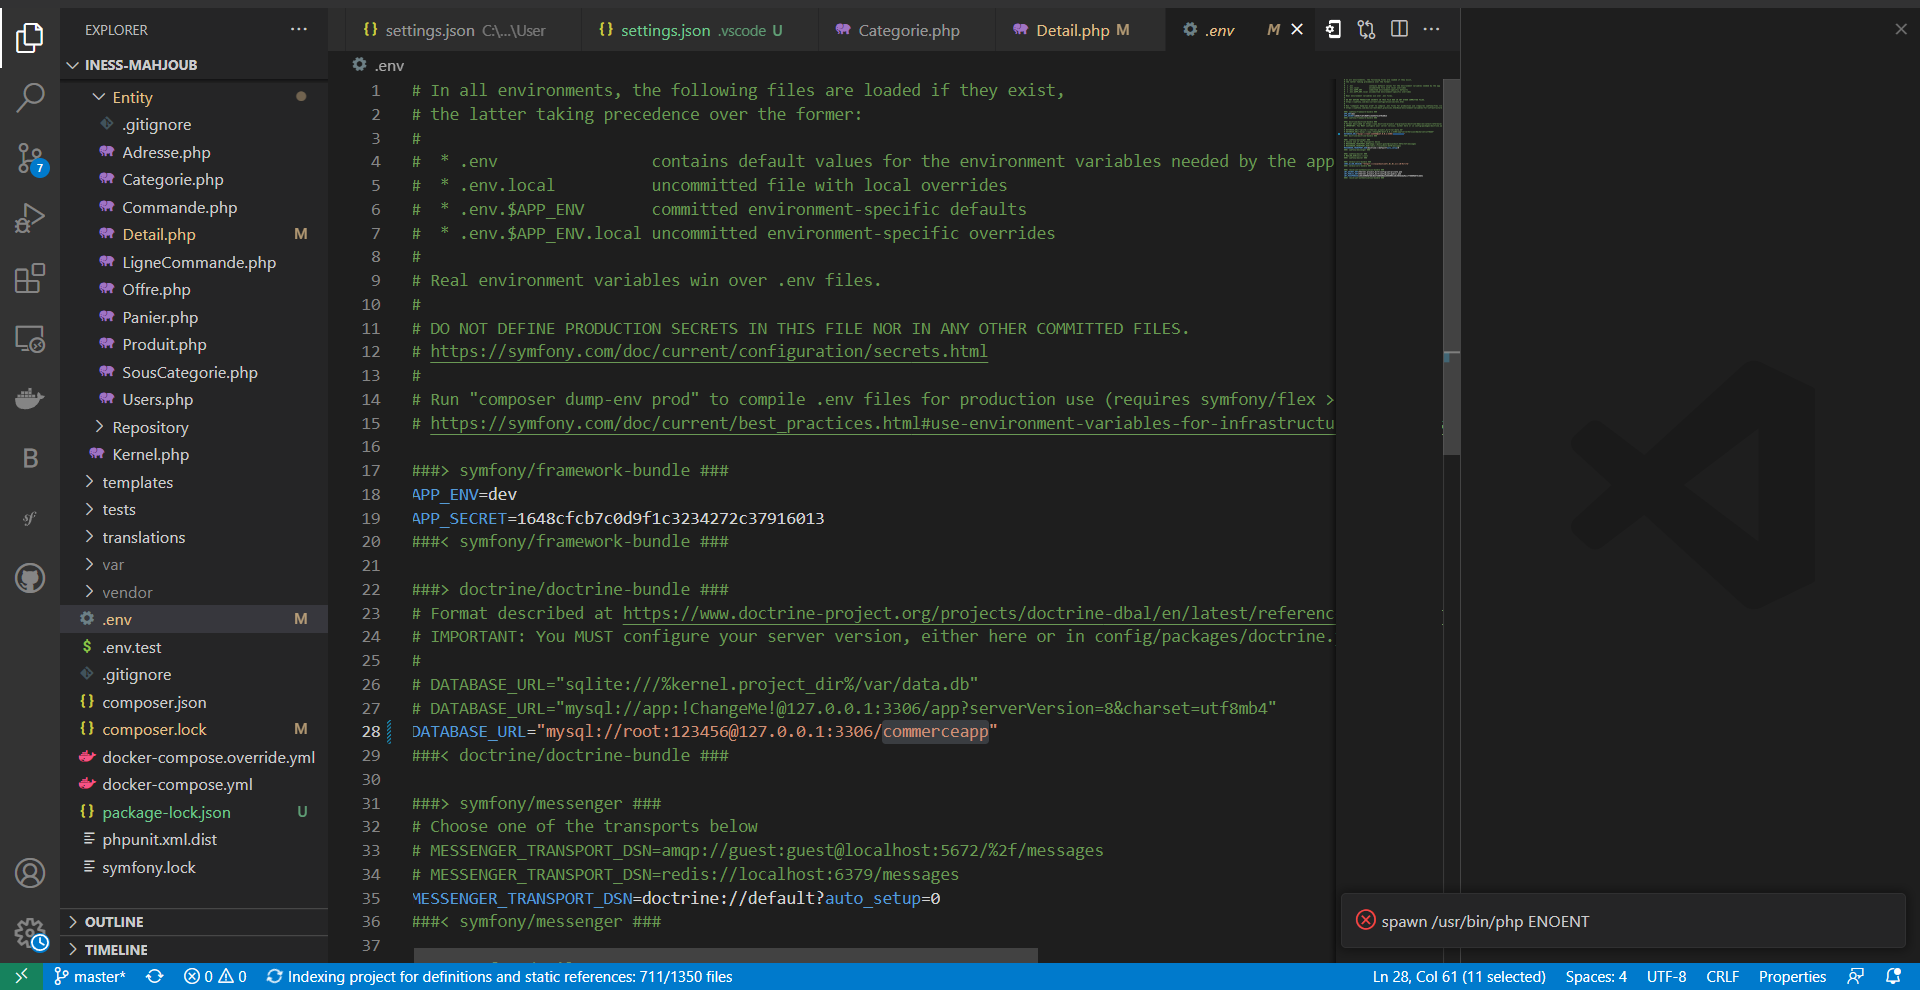 EXPLORER
INESS-MAHJOUB
Entity
.gitignore
Adresse.php
Categorie.php
Commande.php
Detail.php M
LigneCommande.php
Offre.php
Panier.php
Produit.php
SousCategorie.php
Users.php
Repository
Kernel.php
templates
tests
translations
var
vendor
.env M
.env.test
.gitignore
composer.json
composer.lock M
docker-compose.override.yml
docker-compose.yml
package-lock.json U
phpunit.xml.dist
symfony.lock
OUTLINE
TIMELINE
7
B
sf
settings.json C:\...\User
settings.json .vscode U
Categorie.php
Detail.php M
.env M
.env
1 # In all environments, the following files are loaded if they exist,
2 # the latter taking precedence over the former:
3 #
4 #  * .env                contains default values for the environment variables needed by the app
5 #  * .env.local          uncommitted file with local overrides
6 #  * .env.$APP_ENV       committed environment-specific defaults
7 #  * .env.$APP_ENV.local uncommitted environment-specific overrides
8 #
9 # Real environment variables win over .env files.
10 #
11 # DO NOT DEFINE PRODUCTION SECRETS IN THIS FILE NOR IN ANY OTHER COMMITTED FILES.
12 # https://symfony.com/doc/current/configuration/secrets.html
13 #
14 # Run "composer dump-env prod" to compile .env files for production use (requires symfony/flex >
15 # https://symfony.com/doc/current/best_practices.html#use-environment-variables-for-infrastructu
16
17 ###> symfony/framework-bundle ###
18 APP_ENV=dev
19 APP_SECRET=1648cfcb7c0d9f1c3234272c37916013
20 ###< symfony/framework-bundle ###
21
22 ###> doctrine/doctrine-bundle ###
23 # Format described at https://www.doctrine-project.org/projects/doctrine-dbal/en/latest/referenc
24 # IMPORTANT: You MUST configure your server version, either here or in config/packages/doctrine.
25 #
26 # DATABASE_URL="sqlite:///%kernel.project_dir%/var/data.db"
27 # DATABASE_URL="mysql://app:!ChangeMe!@127.0.0.1:3306/app?serverVersion=8&charset=utf8mb4"
28 DATABASE_URL="mysql://root:123456@127.0.0.1:3306/commerceapp"
29 ###< doctrine/doctrine-bundle ###
30
31 ###> symfony/messenger ###
32 # Choose one of the transports below
33 # MESSENGER_TRANSPORT_DSN=amqp://guest:guest@localhost:5672/%2f/messages
34 # MESSENGER_TRANSPORT_DSN=redis://localhost:6379/messages
35 MESSENGER_TRANSPORT_DSN=doctrine://default?auto_setup=0
36 ###< symfony/messenger ###
37
spawn /usr/bin/php ENOENT
master* 0 0 Indexing project for definitions and static references: 711/1350 files
Ln 28, Col 61 (11 selected) Spaces: 4 UTF-8 CRLF Properties